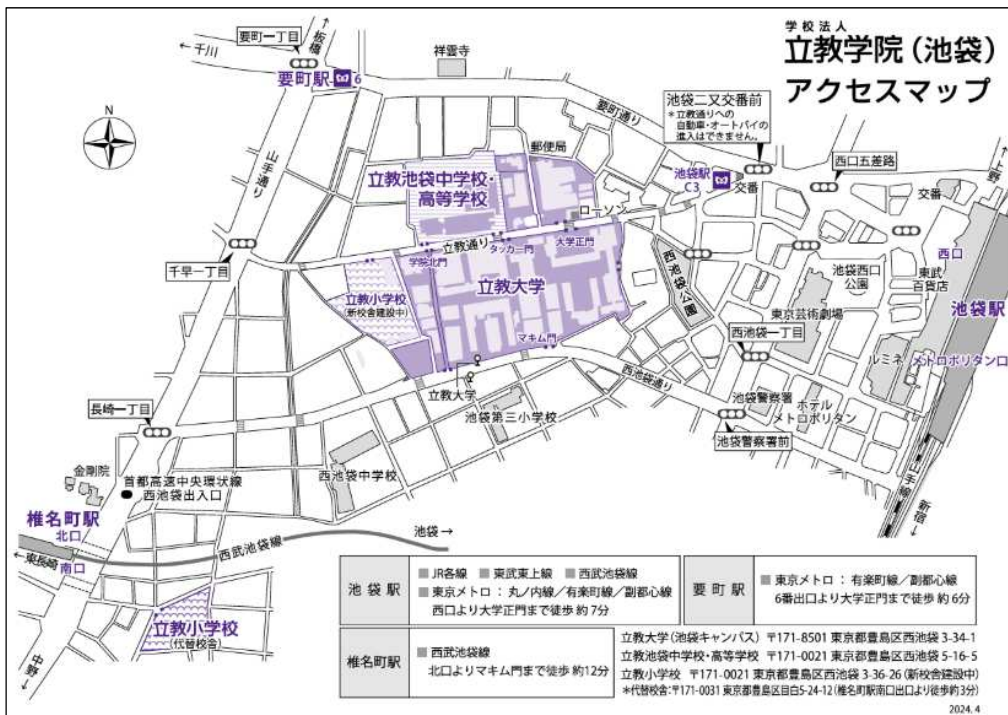 学校法人
立教学院（池袋）
アクセスマップ
↑板橋
要町一丁目
←千川
要町駅 6
祥雲寺
要町通り
池袋二又交番前
＊立教通りへの
自動車・オートバイの
進入はできません。
N
山手通り
郵便局
池袋駅
C3
交番
西口五差路
↑上野
交番
立教池袋中学校・
高等学校
ローソン
立教通り
タッカー門
大学正門
学院北門
千早一丁目
西口
立教大学
西池袋公園
池袋西口
公園
東武
百貨店
立教小学校
（新校舎建設中）
東京芸術劇場
池袋駅
マキム門
西池袋一丁目
ルミネ
メトロポリタン口
立教大学
西池袋通り
長崎一丁目
池袋第三小学校
池袋警察署
ホテル
メトロポリタン
池袋警察署前
西池袋中学校
金剛院
首都高速中央環状線
西池袋出入口
山手線
新宿→
椎名町駅
北口
池袋→
西武池袋線
←東長崎
南口
立教小学校
（代替校舎）
中野↓
池袋駅
■JR各線 ■東武東上線 ■西武池袋線
■東京メトロ：丸ノ内線／有楽町線／副都心線
西口より大学正門まで徒歩 約7分
要町駅
■東京メトロ：有楽町線／副都心線
6番出口より大学正門まで徒歩 約6分
椎名町駅
■西武池袋線
北口よりマキム門まで徒歩 約12分
立教大学（池袋キャンパス） 〒171-8501 東京都豊島区西池袋 3-34-1
立教池袋中学校・高等学校 〒171-0021 東京都豊島区西池袋 5-16-5
立教小学校 〒171-0021 東京都豊島区西池袋 3-36-26（新校舎建設中）
＊代替校舎：〒171-0031 東京都豊島区目白5-24-12（椎名町駅南口出口より徒歩約3分）
2024.4